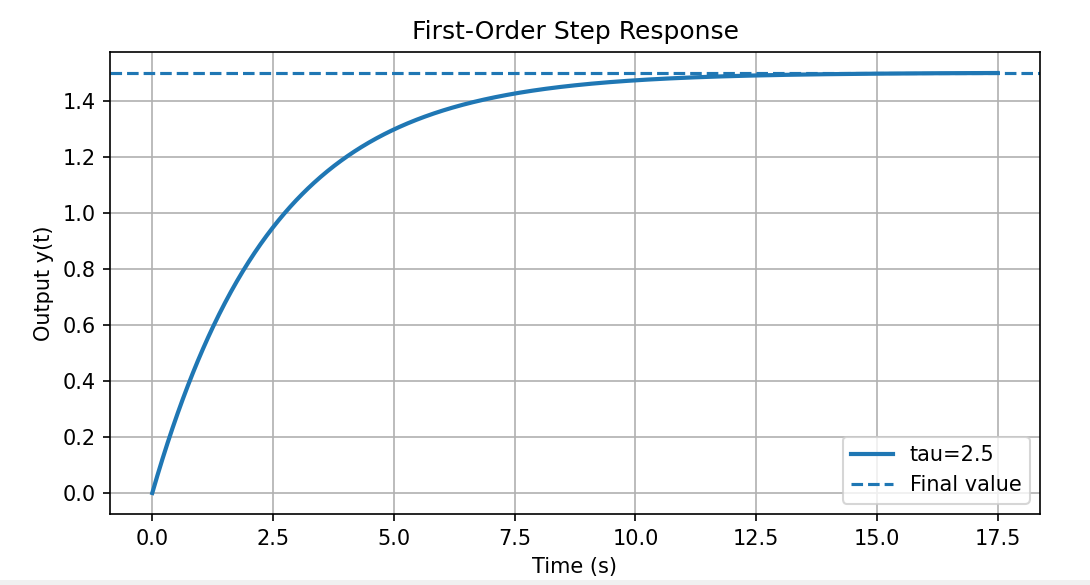 First-Order Step Response
Output y(t)
1.4
1.2
1.0
0.8
0.6
0.4
0.2
0.0
tau=2.5
Final value
0.0 2.5 5.0 7.5 10.0 12.5 15.0 17.5
Time (s)